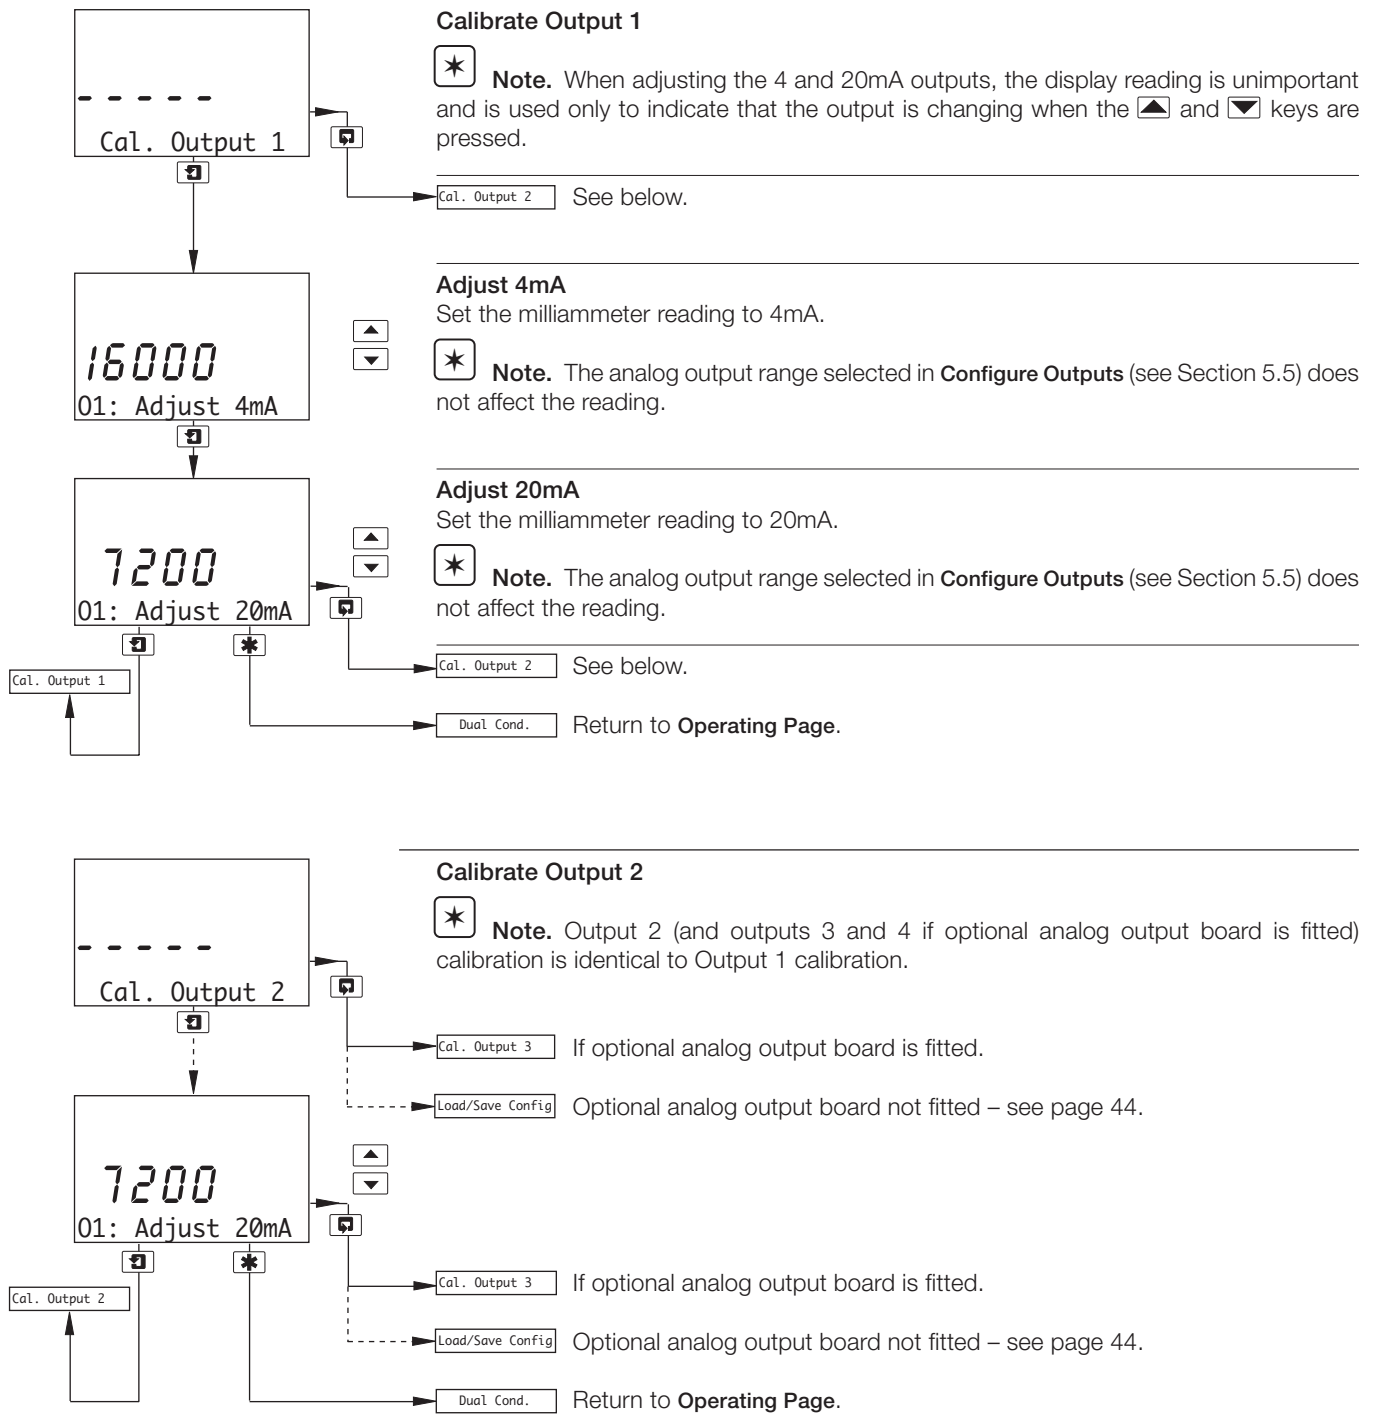 Calibrate Output 1
Note. When adjusting the 4 and 20mA outputs, the display reading is unimportant
and is used only to indicate that the output is changing when the and keys are
pressed.
- - - - -
Cal. Output 1
Cal. Output 2 See below.
Adjust 4mA
Set the milliammeter reading to 4mA.
Note. The analog output range selected in Configure Outputs (see Section 5.5) does
not affect the reading.
16000
O1: Adjust 4mA
Adjust 20mA
Set the milliammeter reading to 20mA.
Note. The analog output range selected in Configure Outputs (see Section 5.5) does
not affect the reading.
7200
O1: Adjust 20mA
Cal. Output 2 See below.
Cal. Output 1
Dual Cond. Return to Operating Page.
Calibrate Output 2
Note. Output 2 (and outputs 3 and 4 if optional analog output board is fitted)
calibration is identical to Output 1 calibration.
- - - - -
Cal. Output 2
Cal. Output 3 If optional analog output board is fitted.
Load/Save Config Optional analog output board not fitted – see page 44.
7200
O1: Adjust 20mA
Cal. Output 3 If optional analog output board is fitted.
Cal. Output 2
Load/Save Config Optional analog output board not fitted – see page 44.
Dual Cond. Return to Operating Page.